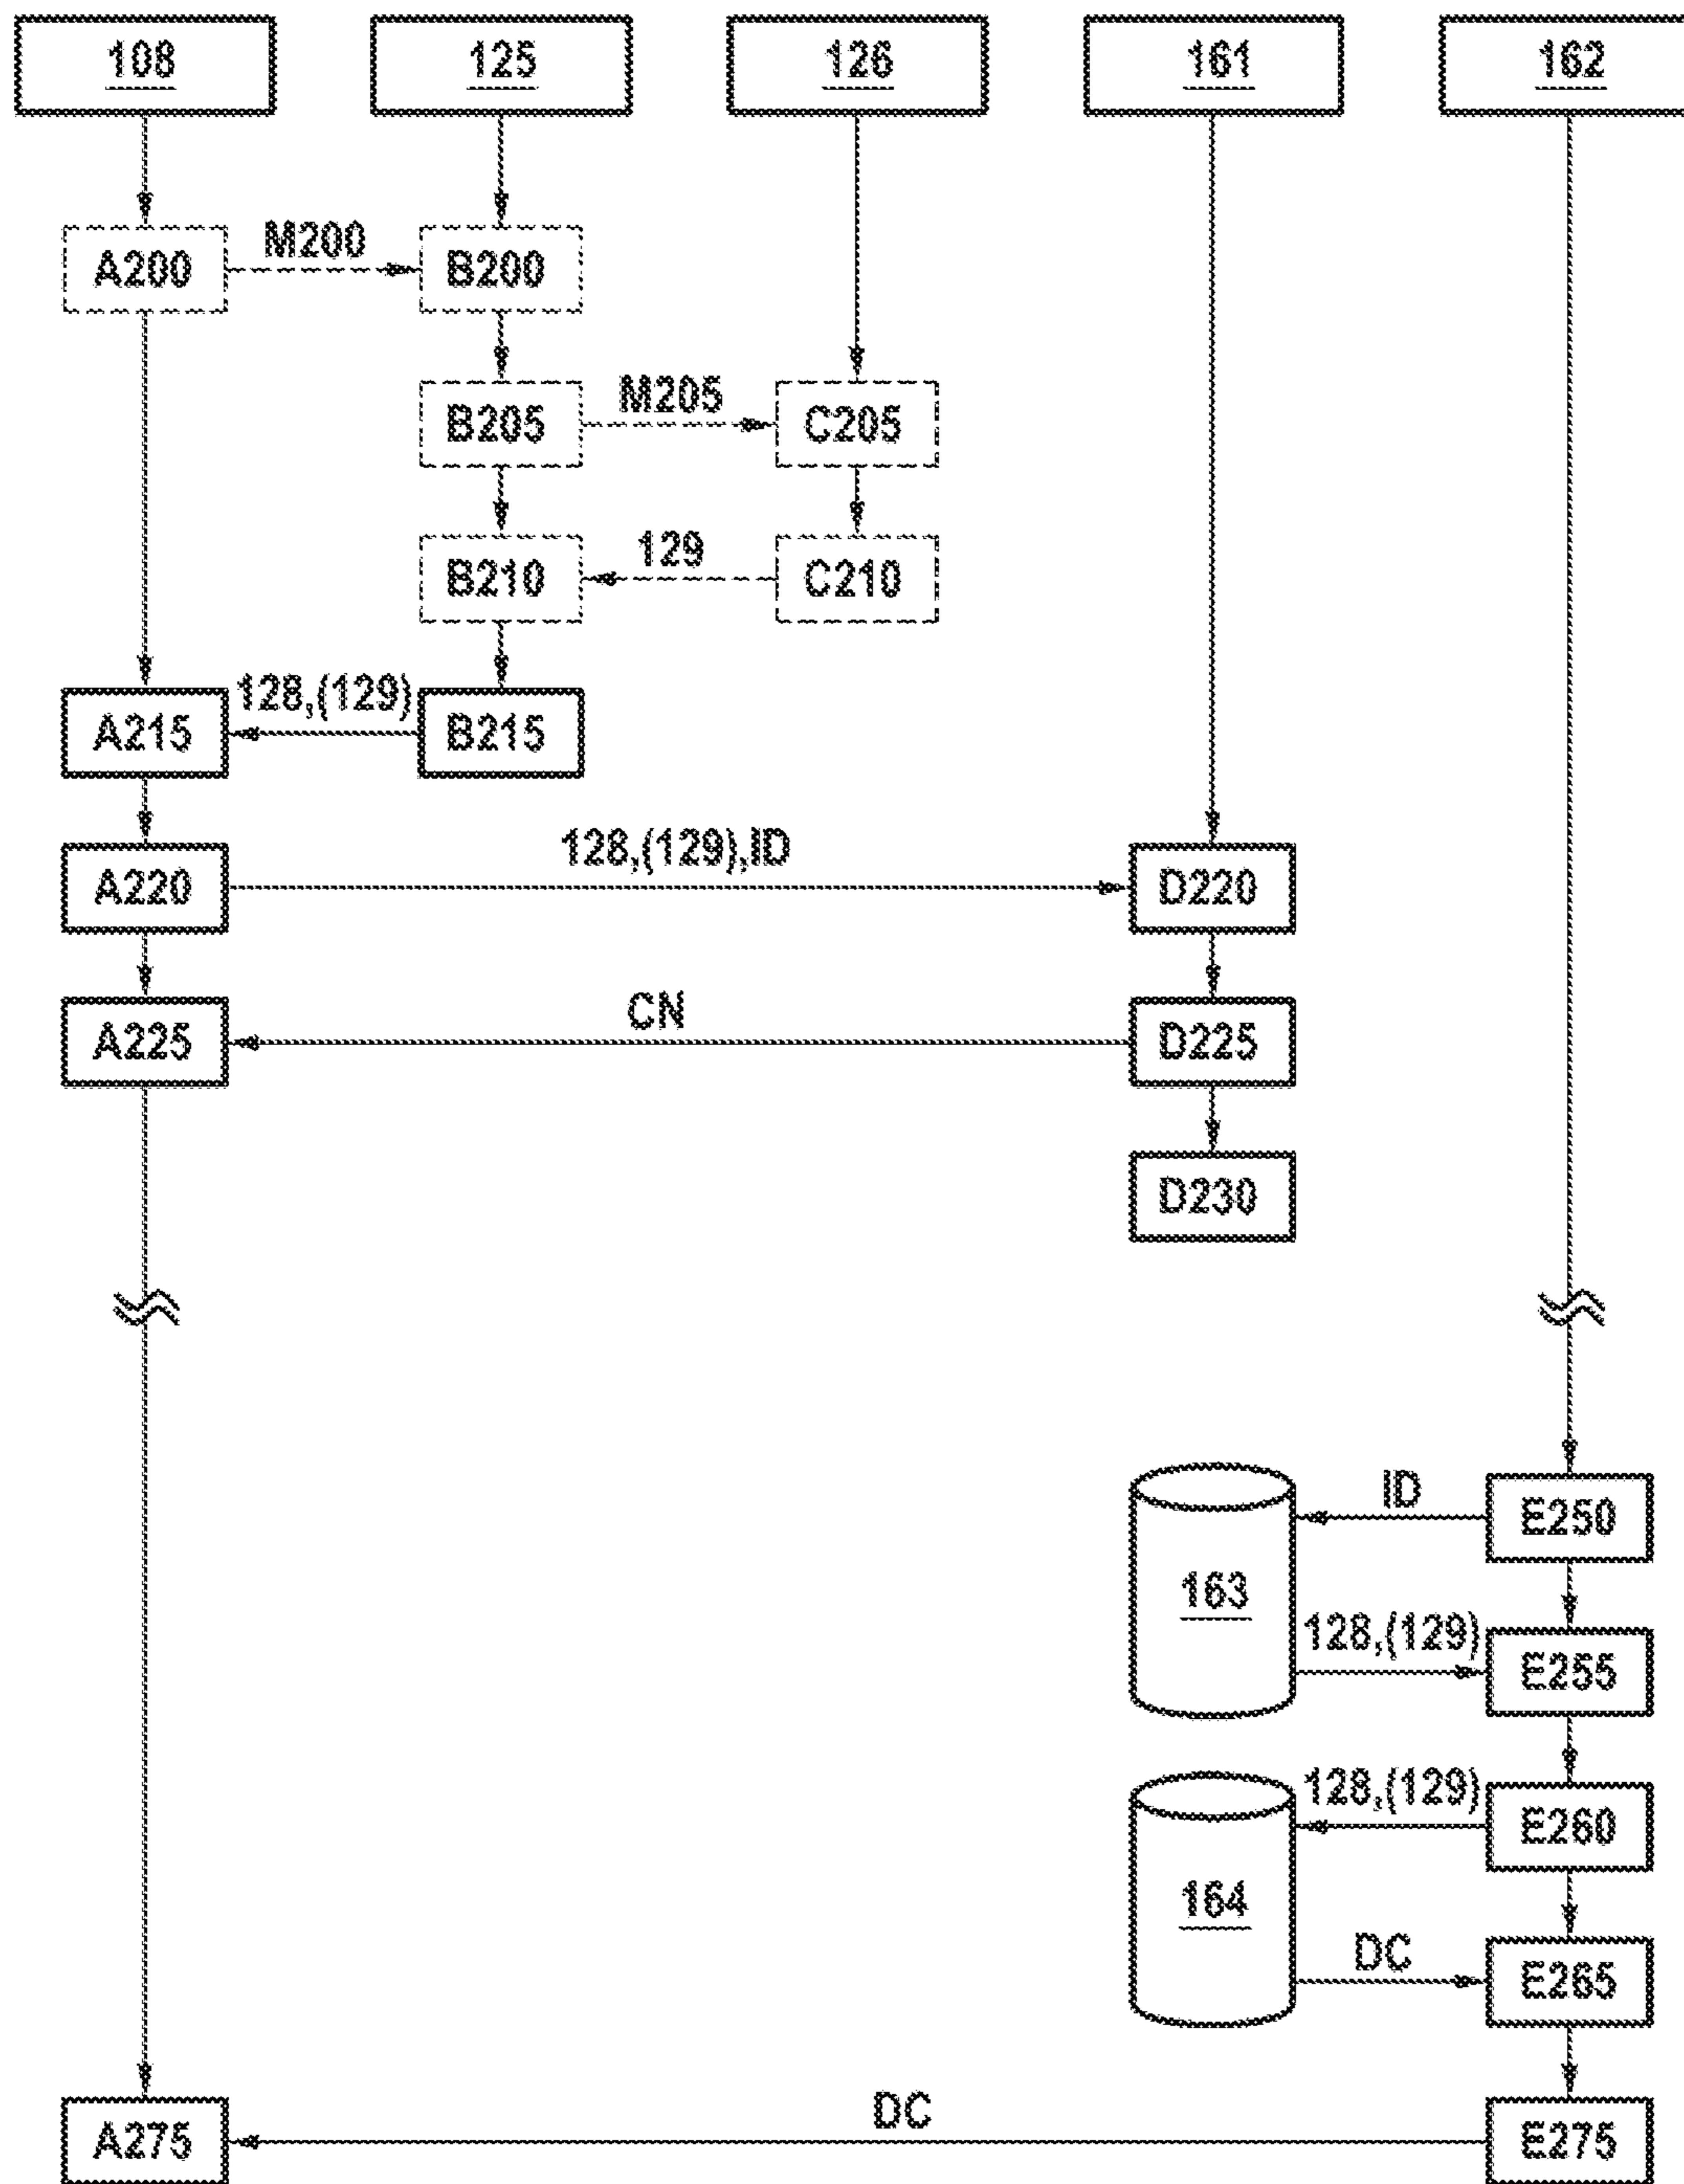 108 125 126 161 162
M200
A200 B200
M205
B205 C205
129
B210 C210
128,(129)
A215 B215
128,(129),ID
A220 D220
CN
A225 D225
D230
ID
E250
163
128,(129)
E255
128,(129)
E260
164
DC
E265
DC
A275 E275